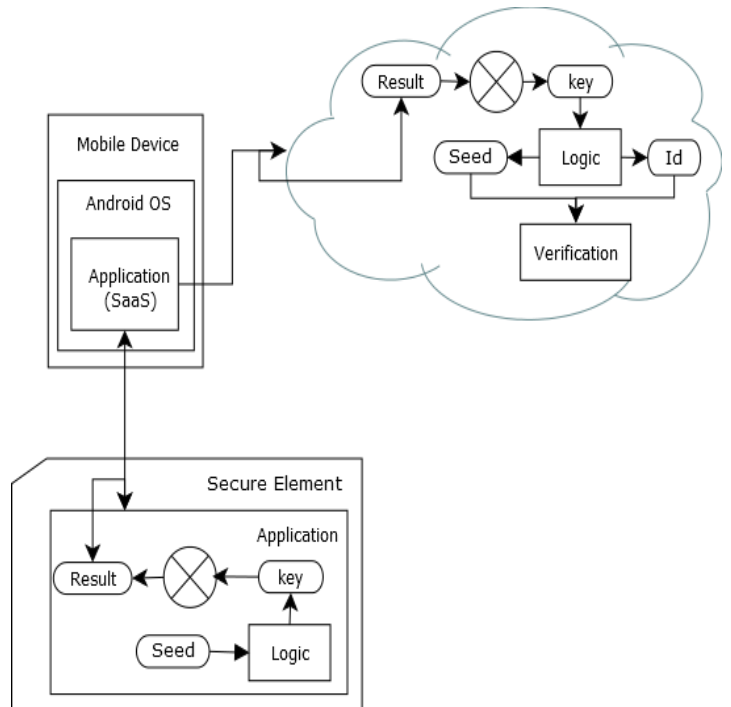 Mobile Device
Android OS
Application
(SaaS)
Result
key
Seed
Logic
Id
Verification
Secure Element
Application
Result
key
Seed
Logic